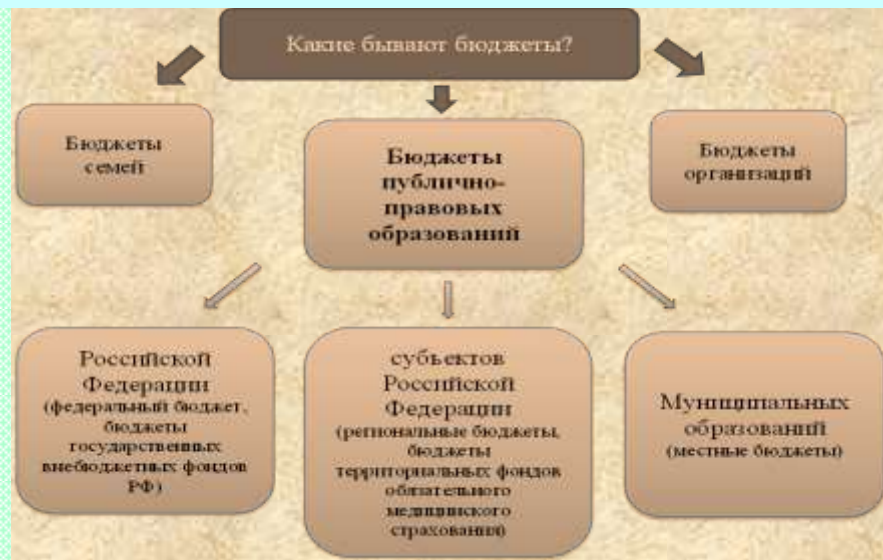 Какие бывают бюджеты?
Бюджеты
семей
Бюджеты
публично-
правовых
образований
Бюджеты
организаций
Российской
Федерации
(федеральный бюджет,
бюджеты
государственных
внебюджетных фондов
РФ)
субъектов
Российской
Федерации
(региональные бюджеты,
бюджеты
территориальных фондов
обязательного
медицинского
страхования)
Муниципальных
образований
(местные бюджеты)